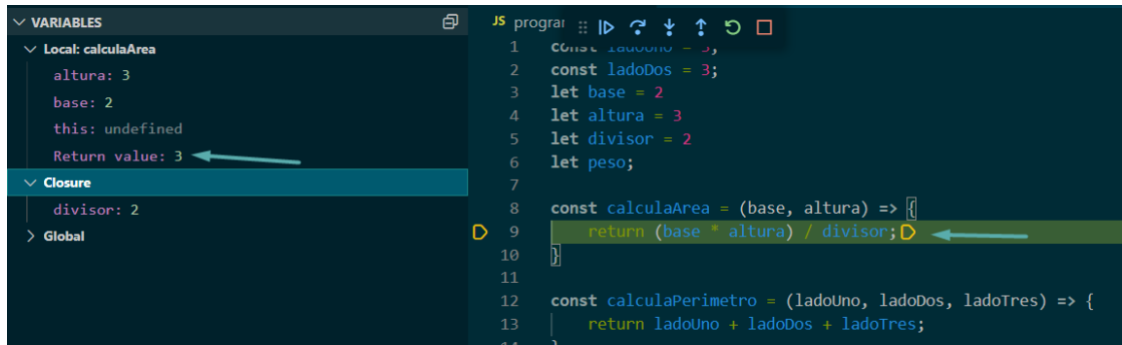 VARIABLES
Local: calculaArea
altura: 3
base: 2
this: undefined
Return value: 3
Closure
divisor: 2
Global
JS
1 const ladoUno = 3;
2 const ladoDos = 3;
3 let base = 2
4 let altura = 3
5 let divisor = 2
6 let peso;
7
8 const calculaArea = (base, altura) => {
9 return (base * altura) / divisor;
10 }
11
12 const calculaPerimetro = (ladoUno, ladoDos, ladoTres) => {
13 return ladoUno + ladoDos + ladoTres;